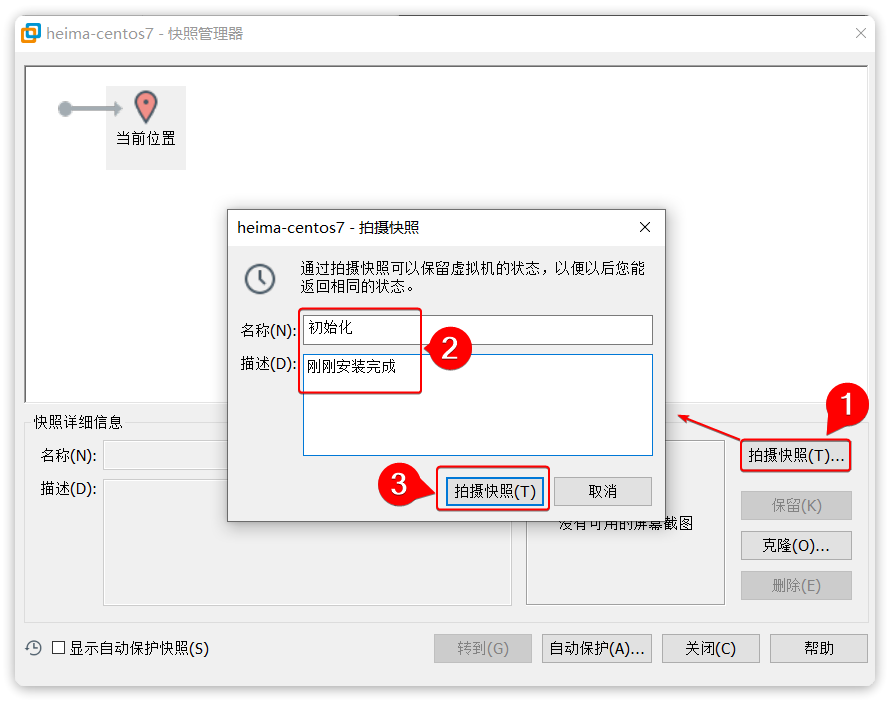 heima-centos7 - 快照管理器
当前位置
heima-centos7 - 拍摄快照
通过拍摄快照可以保留虚拟机的状态，以便以后您能
返回相同的状态。
名称(N):
初始化
2
描述(D):
刚刚安装完成
3
拍摄快照(T)
取消
快照详细信息
名称(N):
描述(D):
没有可用的屏幕截图
1
拍摄快照(T)...
保留(K)
克隆(O)...
删除(E)
显示自动保护快照(S)
转到(G)
自动保护(A)...
关闭(C)
帮助